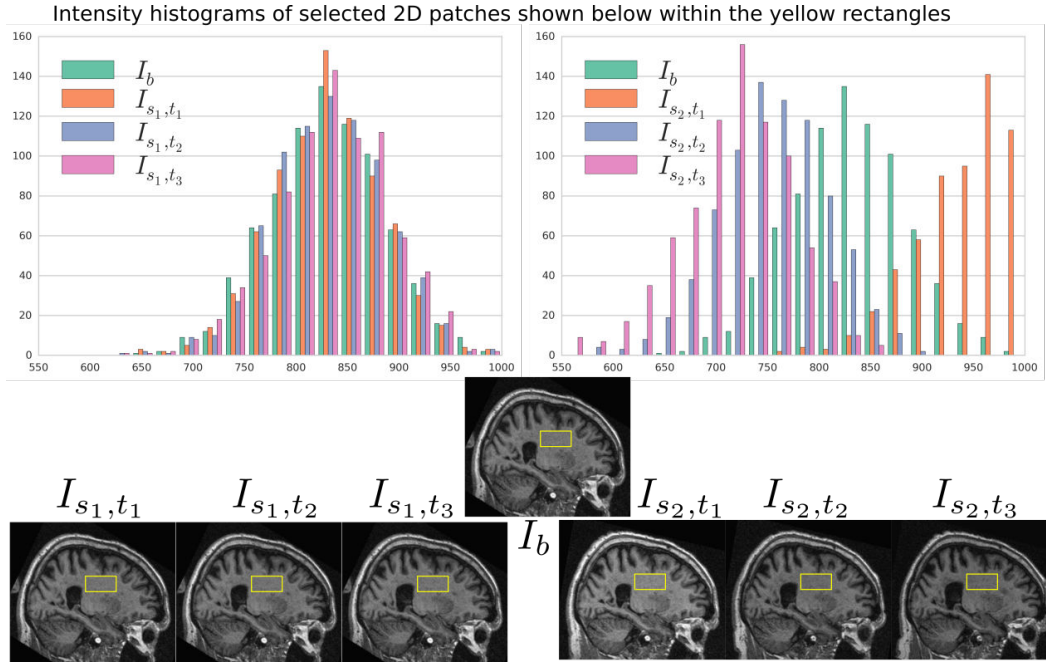 Intensity histograms of selected 2D patches shown below within the yellow rectangles
160
140
120
100
80
60
40
20
0
550 600 650 700 750 800 850 900 950 1000
I_b
I_{s_1,t_1}
I_{s_1,t_2}
I_{s_1,t_3}
160
140
120
100
80
60
40
20
0
550 600 650 700 750 800 850 900 950 1000
I_b
I_{s_2,t_1}
I_{s_2,t_2}
I_{s_2,t_3}
I_{s_1,t_1} I_{s_1,t_2} I_{s_1,t_3} I_{s_2,t_1} I_{s_2,t_2} I_{s_2,t_3}
I_b